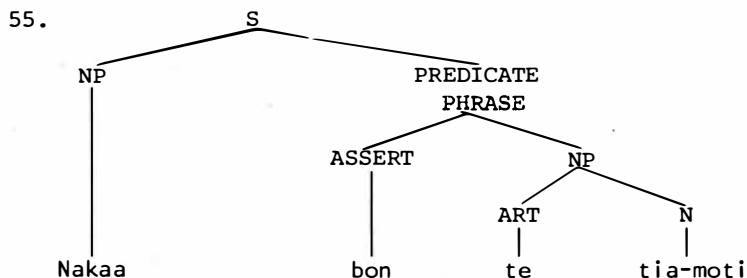 55. S
NP PREDICATE
PHRASE
ASSERT NP
ART N
Nakaa bon te tia-moti